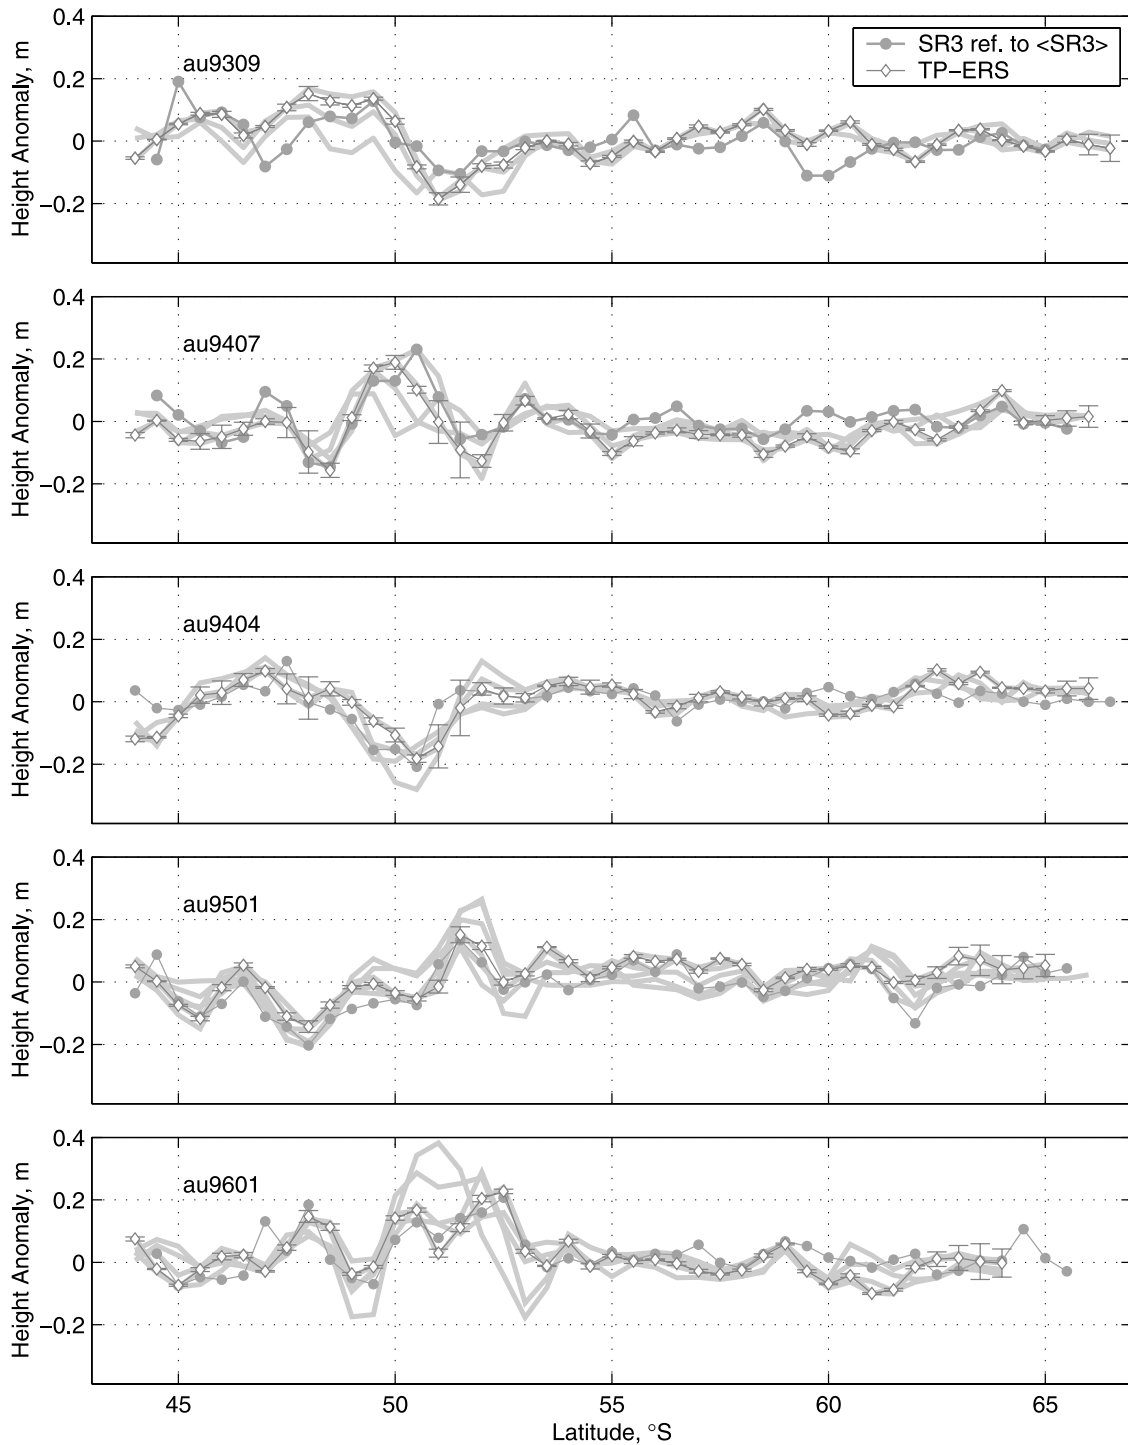 0.4
0.2
0
−0.2
Height Anomaly, m
au9309
SR3 ref. to <SR3>
TP−ERS
0.4
0.2
0
−0.2
Height Anomaly, m
au9407
0.4
0.2
0
−0.2
Height Anomaly, m
au9404
0.4
0.2
0
−0.2
Height Anomaly, m
au9501
0.4
0.2
0
−0.2
Height Anomaly, m
au9601
45 50 55 60 65
Latitude, °S